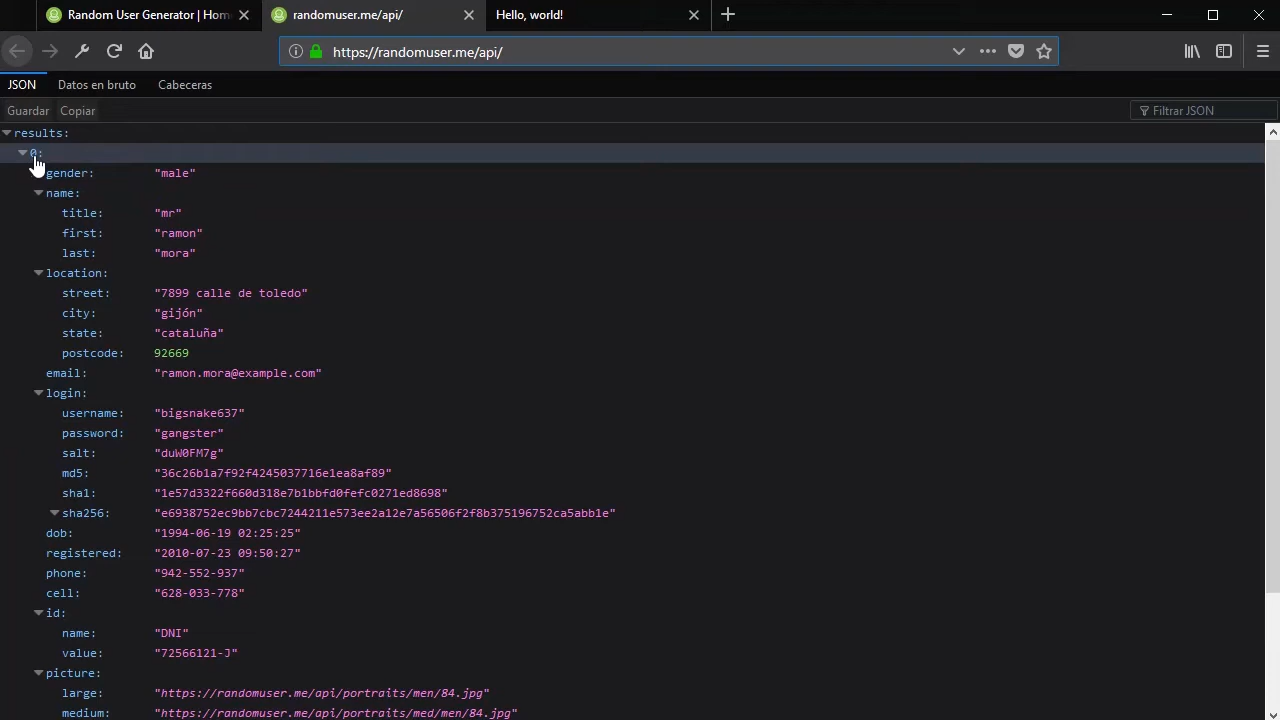 Random User Generator | Hom
randomuser.me/api/
Hello, world!
https://randomuser.me/api/
JSON
Datos en bruto
Cabeceras
Guardar
Copiar
Filtrar JSON
results:
0:
gender: "male"
name:
title: "mr"
first: "ramon"
last: "mora"
location:
street: "7899 calle de toledo"
city: "gijón"
state: "cataluña"
postcode: 92669
email: "ramon.mora@example.com"
login:
username: "bigsnake637"
password: "gangster"
salt: "duW0FM7g"
md5: "36c26b1a7f92f4245037716e1ea8af89"
sha1: "1e57d3322f660d318e7b1bbfd0fefc0271ed8698"
sha256: "e6938752ec9bb7cbc7244211e573ee2a12e7a56506f2f8b375196752ca5abb1e"
dob: "1994-06-19 02:25:25"
registered: "2010-07-23 09:50:27"
phone: "942-552-937"
cell: "628-033-778"
id:
name: "DNI"
value: "72566121-J"
picture:
large: "https://randomuser.me/api/portraits/men/84.jpg"
medium: "https://randomuser.me/api/portraits/med/men/84.jpg"